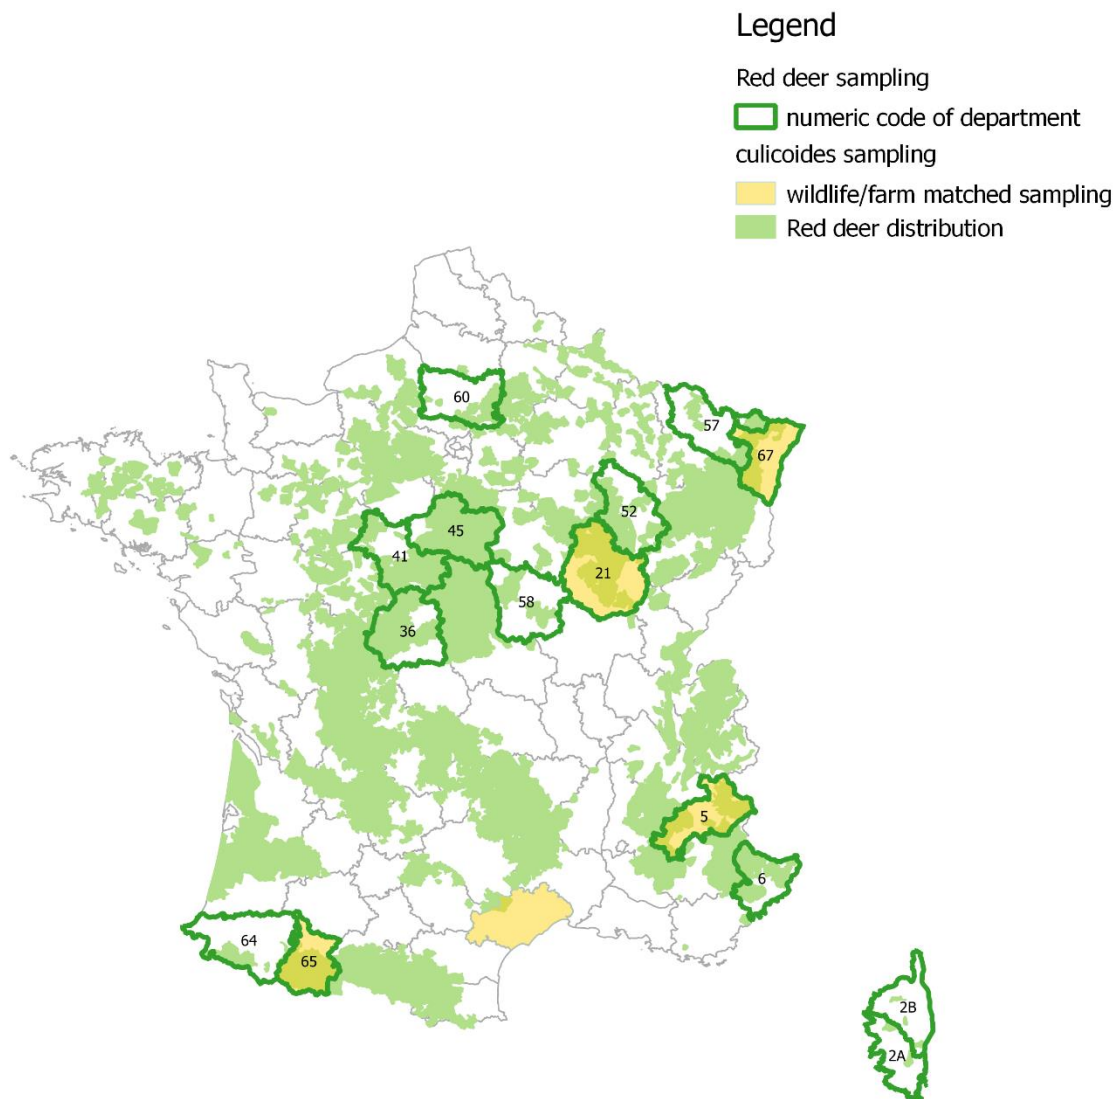 Legend
Red deer sampling
numeric code of department
culicoides sampling
wildlife/farm matched sampling
Red deer distribution
60
57
67
52
45
41
21
58
36
5
6
64
65
2B
2A